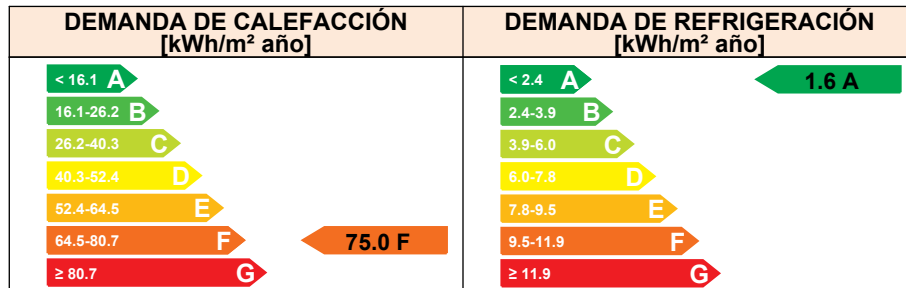 DEMANDA DE CALEFACCIÓN
[kWh/m² año]
< 16.1 A
16.1-26.2 B
26.2-40.3 C
40.3-52.4 D
52.4-64.5 E
64.5-80.7 F
75.0 F
≥ 80.7 G
DEMANDA DE REFRIGERACIÓN
[kWh/m² año]
< 2.4 A
1.6 A
2.4-3.9 B
3.9-6.0 C
6.0-7.8 D
7.8-9.5 E
9.5-11.9 F
≥ 11.9 G